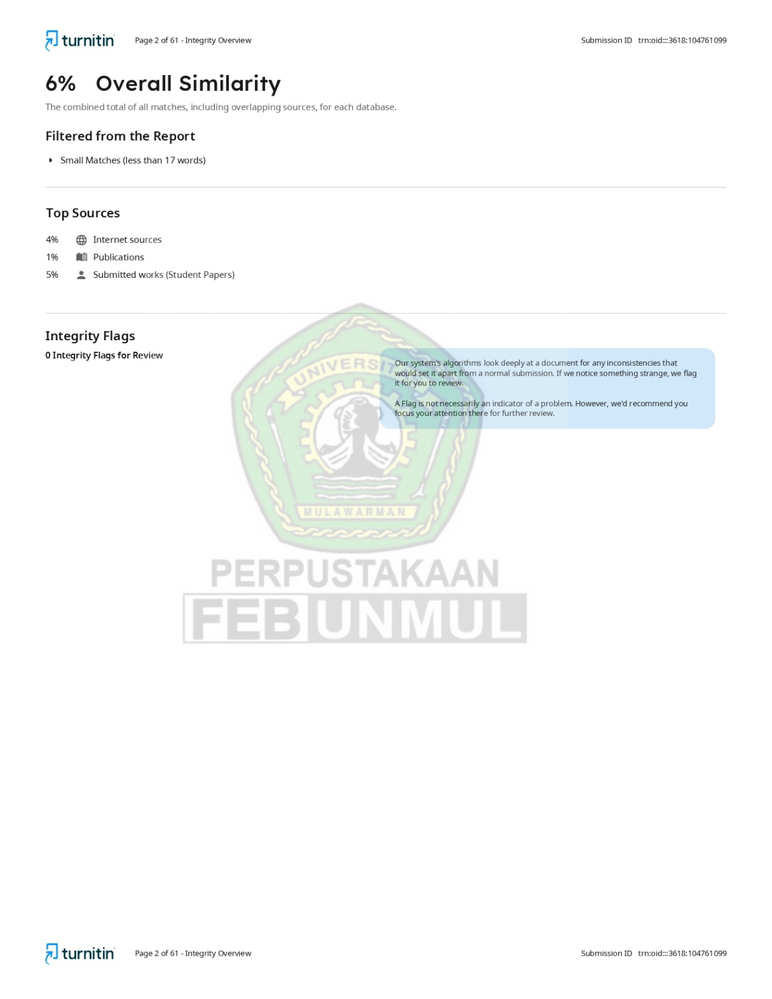 turnitin Page 2 of 61 - Integrity Overview Submission ID trn:oid:::3618:104761099
6% Overall Similarity
The combined total of all matches, including overlapping sources, for each database.
Filtered from the Report
Small Matches (less than 17 words)
Top Sources
4% Internet sources
1% Publications
5% Submitted works (Student Papers)
Integrity Flags
0 Integrity Flags for Review
Our system's algorithms look deeply at a document for any inconsistencies that
would set it apart from a normal submission. If we notice something strange, we flag
it for you to review.
A Flag is not necessarily an indicator of a problem. However, we'd recommend you
focus your attention there for further review.
MULAWARMAN
PERPUSTAKAAN
FEB UNMUL
turnitin Page 2 of 61 - Integrity Overview Submission ID trn:oid:::3618:104761099